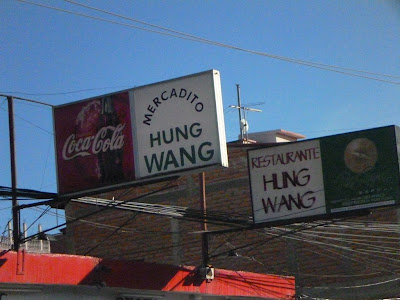 Coca-Cola
MERCADITO
HUNG
WANG
RESTAURANTE
HUNG
WANG